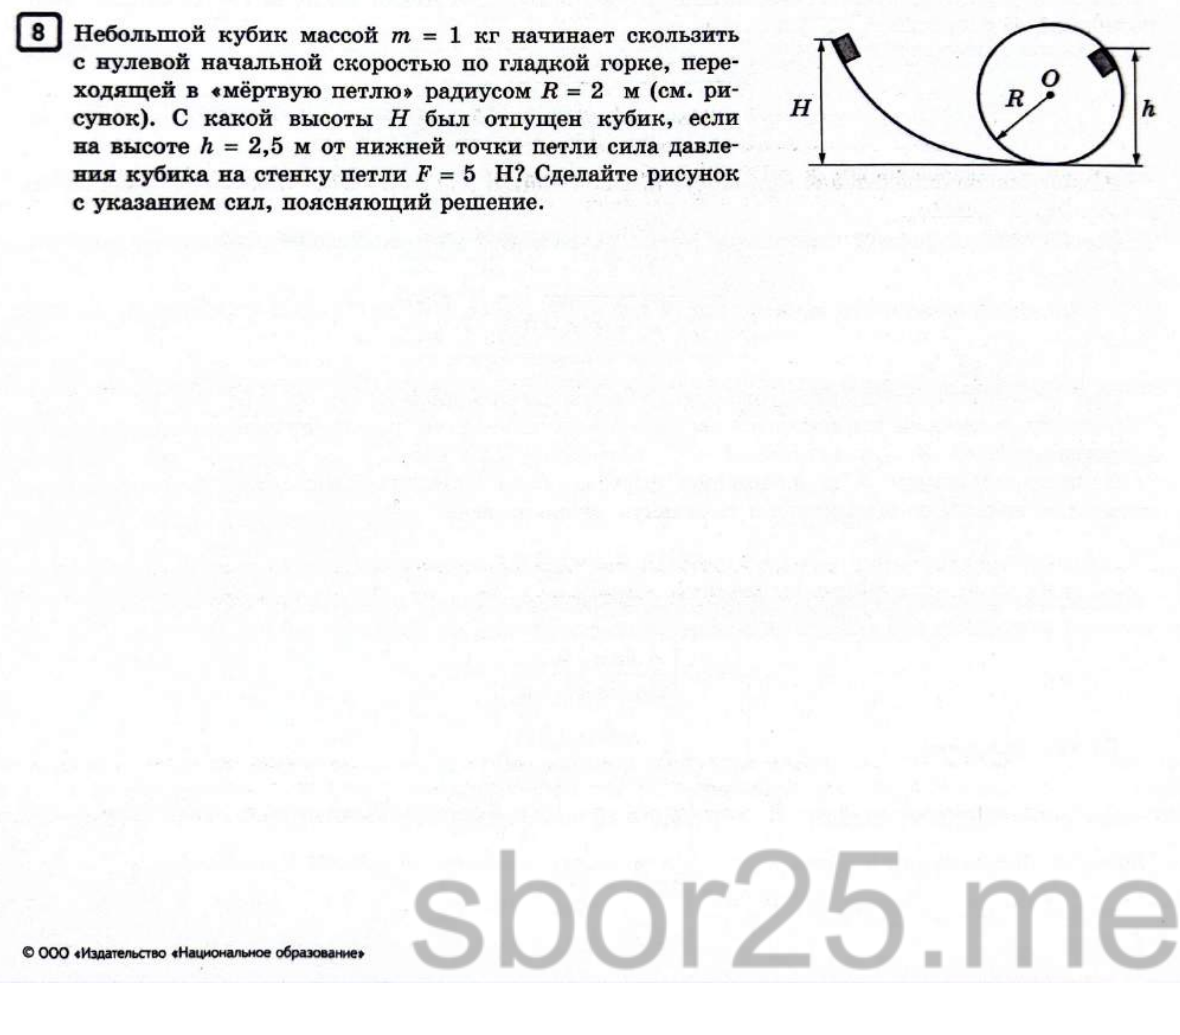 8 Небольшой кубик массой m = 1 кг начинает скользить
с нулевой начальной скоростью по гладкой горке, пере-
ходящей в «мёртвую петлю» радиусом R = 2 м (см. ри-
сунок). С какой высоты H был отпущен кубик, если
на высоте h = 2,5 м от нижней точки петли сила давле-
ния кубика на стенку петли F = 5 Н? Сделайте рисунок
с указанием сил, поясняющий решение.
H
R
O
h
sbor25.me
© ООО «Издательство «Национальное образование»